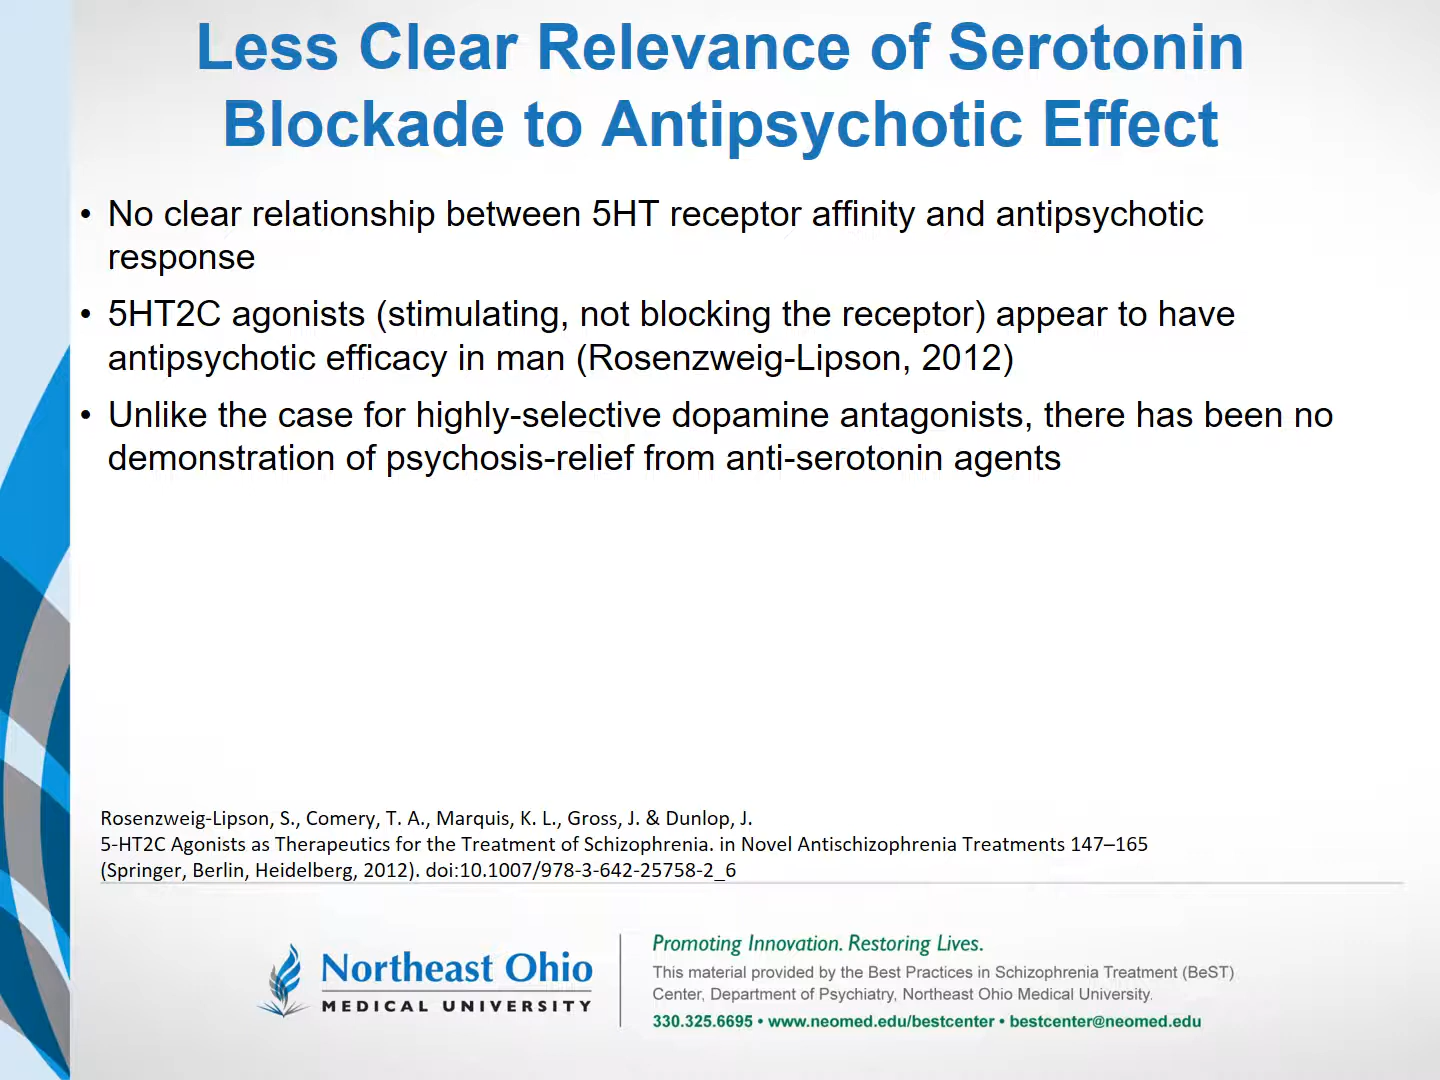 Less Clear Relevance of Serotonin
Blockade to Antipsychotic Effect
• No clear relationship between 5HT receptor affinity and antipsychotic
response
• 5HT2C agonists (stimulating, not blocking the receptor) appear to have
antipsychotic efficacy in man (Rosenzweig-Lipson, 2012)
• Unlike the case for highly-selective dopamine antagonists, there has been no
demonstration of psychosis-relief from anti-serotonin agents
Rosenzweig-Lipson, S., Comery, T. A., Marquis, K. L., Gross, J. & Dunlop, J.
5-HT2C Agonists as Therapeutics for the Treatment of Schizophrenia. in Novel Antischizophrenia Treatments 147–165
(Springer, Berlin, Heidelberg, 2012). doi:10.1007/978-3-642-25758-2_6
Northeast Ohio
MEDICAL UNIVERSITY
Promoting Innovation. Restoring Lives.
This material provided by the Best Practices in Schizophrenia Treatment (BeST)
Center, Department of Psychiatry, Northeast Ohio Medical University.
330.325.6695 • www.neomed.edu/bestcenter • bestcenter@neomed.edu